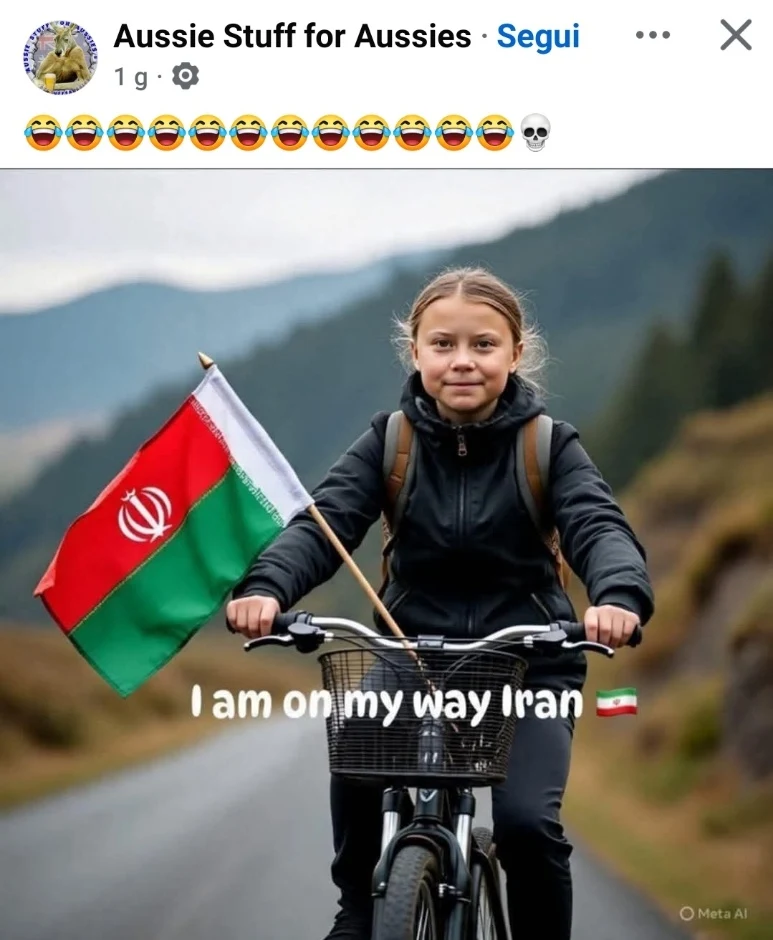 Aussie Stuff for Aussies · Segui
1 g ·
😂😂😂😂😂😂😂😂😂😂😂😂💀
I am on my way Iran 🇮🇷
Meta AI